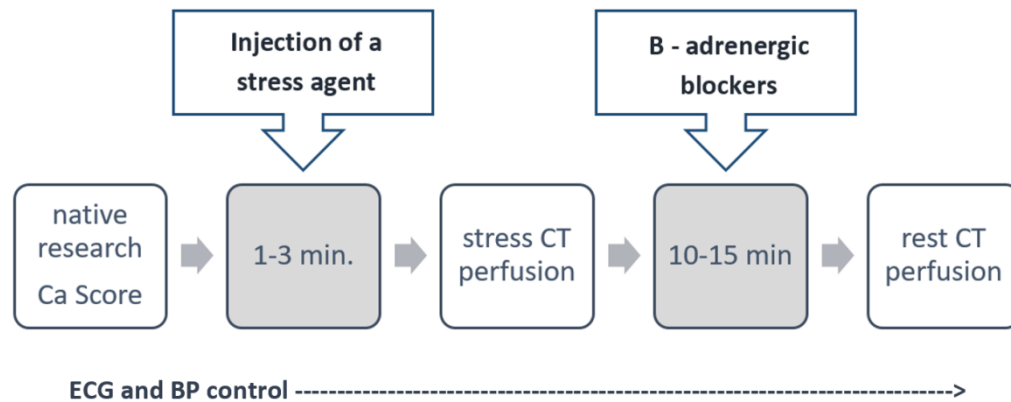 Injection of a
stress agent
B - adrenergic
blockers
native
research
Ca Score
1-3 min.
stress CT
perfusion
10-15 min
rest CT
perfusion
ECG and BP control ---------------------------------------------------------------------->